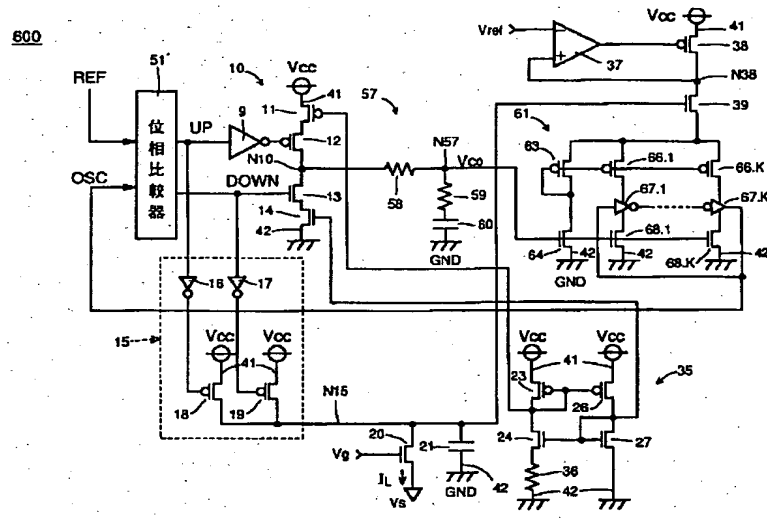 600
51'
REF
OSC
位相比較器
UP
DOWN
9
10
Vcc
41
11
12
N10
13
14
42
57
58
N57
Vco
59
60
GND
Vref
37
Vcc
41
38
N38
39
61
63
66.1
66.K
67.1
67.K
64
68.1
68.K
42
42
42
GND
15
16
17
Vcc
Vcc
41
18
19
N15
Vg
20
IL
Vs
21
42
GND
Vcc
Vcc
41
23
26
35
24
27
36
42